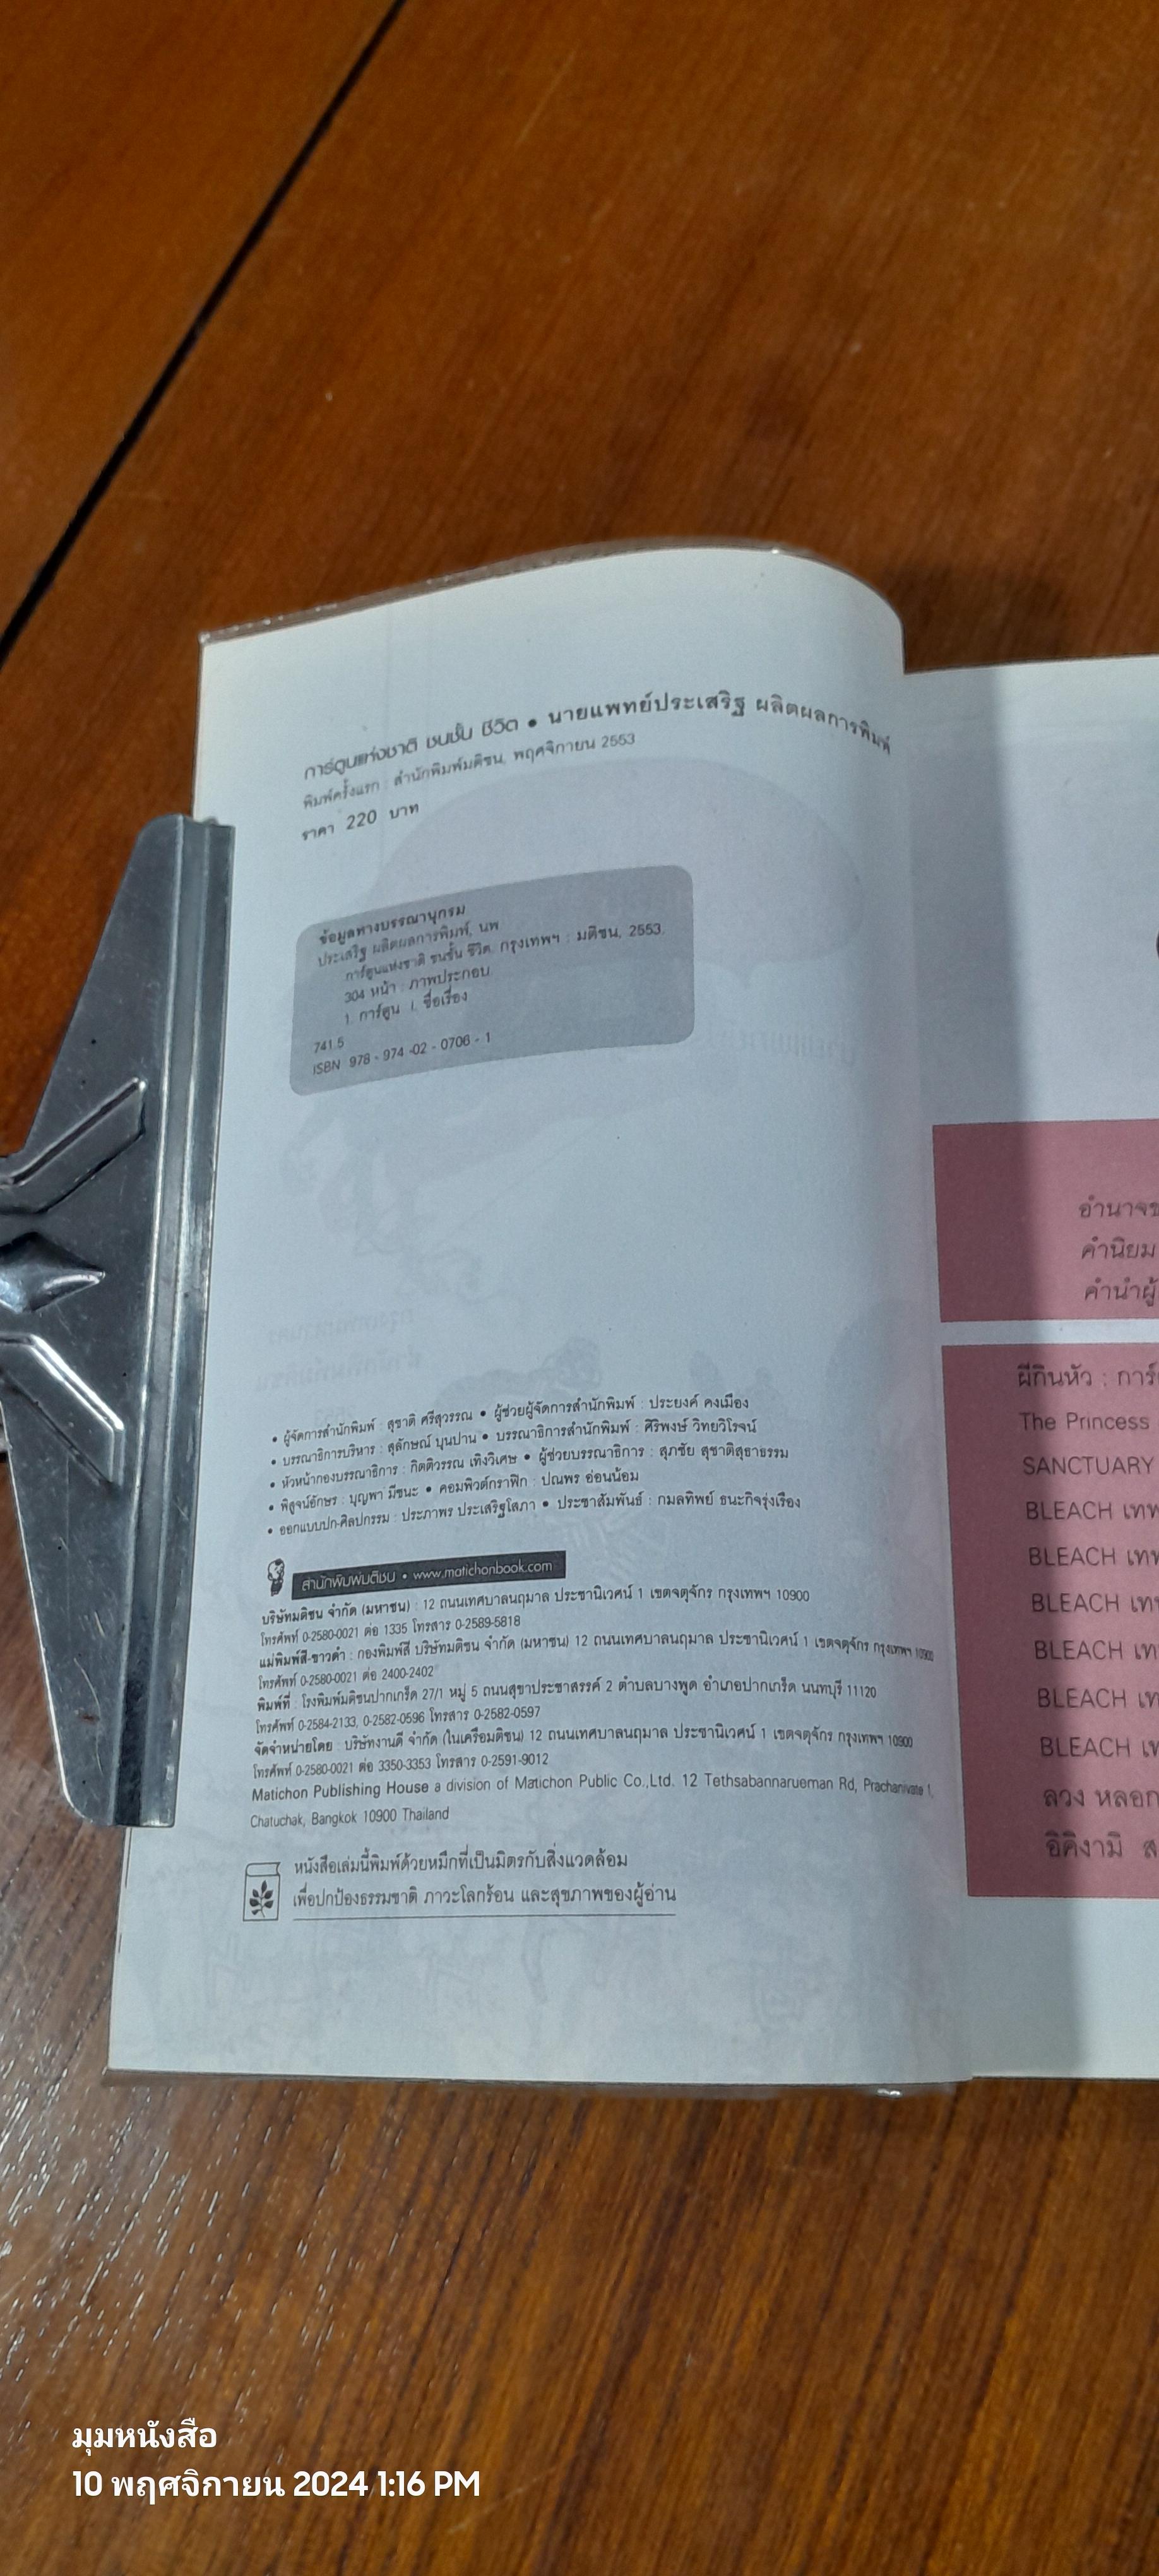 การ์ตูนแห่งชาติ ชนชั้น ชีวิต • นายแพทย์ประเสริฐ ผลิตผลการพิมพ์
พิมพ์ครั้งแรก : สำนักพิมพ์มติชน, พฤศจิกายน 2553
ราคา 220 บาท
ข้อมูลทางบรรณานุกรม
ประเสริฐ ผลิตผลการพิมพ์, นพ
การ์ตูนแห่งชาติ ชนชั้น ชีวิต. กรุงเทพฯ : มติชน, 2553.
304 หน้า : ภาพประกอบ
1. การ์ตูน I. ชื่อเรื่อง
741.5
ISBN 978 - 974 -02 - 0706 - 1
• ผู้จัดการสำนักพิมพ์ : สุชาติ ศรีสุวรรณ • ผู้ช่วยผู้จัดการสำนักพิมพ์ : ประยงค์ คงเมือง
• บรรณาธิการบริหาร : สุลักษณ์ บุนปาน • บรรณาธิการสำนักพิมพ์ : ศิริพงษ์ วิทยวิโรจน์
• หัวหน้ากองบรรณาธิการ : กิตติวรรณ เทิงวิเศษ • ผู้ช่วยบรรณาธิการ : สุภชัย สุชาติสุธาธรรม
• พิสูจน์อักษร : บุญพา มีชนะ • คอมพิวต์กราฟิก : ปณพร อ่อนน้อม
• ออกแบบปก-ศิลปกรรม : ประภาพร ประเสริฐโสภา • ประชาสัมพันธ์ : กมลทิพย์ ธนะกิจรุ่งเรือง
สำนักพิมพ์มติชน • www.matichonbook.com
บริษัทมติชน จำกัด (มหาชน) : 12 ถนนเทศบาลนฤมาล ประชานิเวศน์ 1 เขตจตุจักร กรุงเทพฯ 10900
โทรศัพท์ 0-2580-0021 ต่อ 1335 โทรสาร 0-2589-5818
แม่พิมพ์สี-ขาวดำ : กองพิมพ์สี บริษัทมติชน จำกัด (มหาชน) 12 ถนนเทศบาลนฤมาล ประชานิเวศน์ 1 เขตจตุจักร กรุงเทพฯ 10900
โทรศัพท์ 0-2580-0021 ต่อ 2400-2402
พิมพ์ที่ : โรงพิมพ์มติชนปากเกร็ด 27/1 หมู่ 5 ถนนสุขาประชาสรรค์ 2 ตำบลบางพูด อำเภอปากเกร็ด นนทบุรี 11120
โทรศัพท์ 0-2584-2133, 0-2582-0596 โทรสาร 0-2582-0597
จัดจำหน่ายโดย : บริษัทงานดี จำกัด (ในเครือมติชน) 12 ถนนเทศบาลนฤมาล ประชานิเวศน์ 1 เขตจตุจักร กรุงเทพฯ 10900
โทรศัพท์ 0-2580-0021 ต่อ 3350-3353 โทรสาร 0-2591-9012
Matichon Publishing House a division of Matichon Public Co.,Ltd. 12 Tethsabannarueman Rd, Prachanivate 1,
Chatuchak, Bangkok 10900 Thailand
หนังสือเล่มนี้พิมพ์ด้วยหมึกที่เป็นมิตรกับสิ่งแวดล้อม
เพื่อปกป้องธรรมชาติ ภาวะโลกร้อน และสุขภาพของผู้อ่าน
อำนาจ
คำนิยม
คำนำผู้
ผีกินหัว : การ์
The Princess
SANCTUARY
BLEACH เทพ
BLEACH เทพ
BLEACH เท
BLEACH เท
BLEACH เท
BLEACH เท
ลวง หลอก
อิคิงามิ ส
มุมหนังสือ
10 พฤศจิกายน 2024 1:16 PM